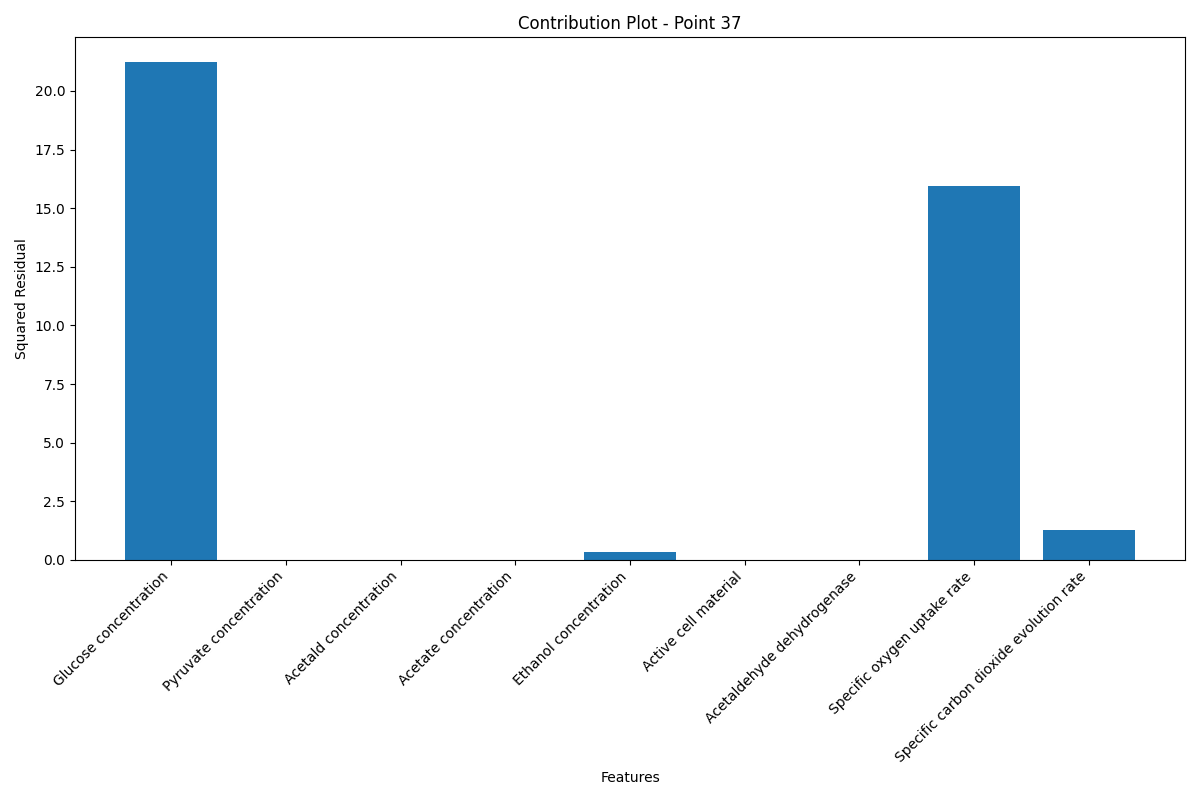 Contribution Plot - Point 37
Squared Residual
20.0
17.5
15.0
12.5
10.0
7.5
5.0
2.5
0.0
Glucose concentration
Pyruvate concentration
Acetald concentration
Acetate concentration
Ethanol concentration
Active cell material
Acetaldehyde dehydrogenase
Specific oxygen uptake rate
Specific carbon dioxide evolution rate
Features